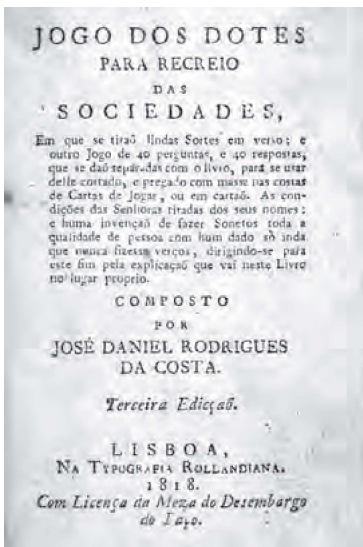 JOGO DOS DOTES
PARA RECREIO
DAS
SOCIEDADES,
Em que se tiraõ lindas Sortes em verso; e
outro Jogo de 40 perguntas, e 40 respostas,
que se daõ separadas com o livro, para se usar
delle cortado, e pregado com massa nas costas
de Cartas de Jogar, ou em cartaõ. As con-
dições das Senhoras tiradas dos seus nomes:
e huma invençaõ de fazer Sonetos toda a
qualidade de pessoa com hum dado só inda
que nunca fizesse verços, dirigindo-se para
este fim pela explicaçaõ que vai neste Livro
no lugar proprio.
COMPOSTO
POR
JOSÉ DANIEL RODRIGUES
DA COSTA.
Terceira Edicçaõ.
LISBOA,
NA TYPOGRAFIA ROLLANDIANA.
1818.
Com Licença da Meza do Desembargo
do Paço.